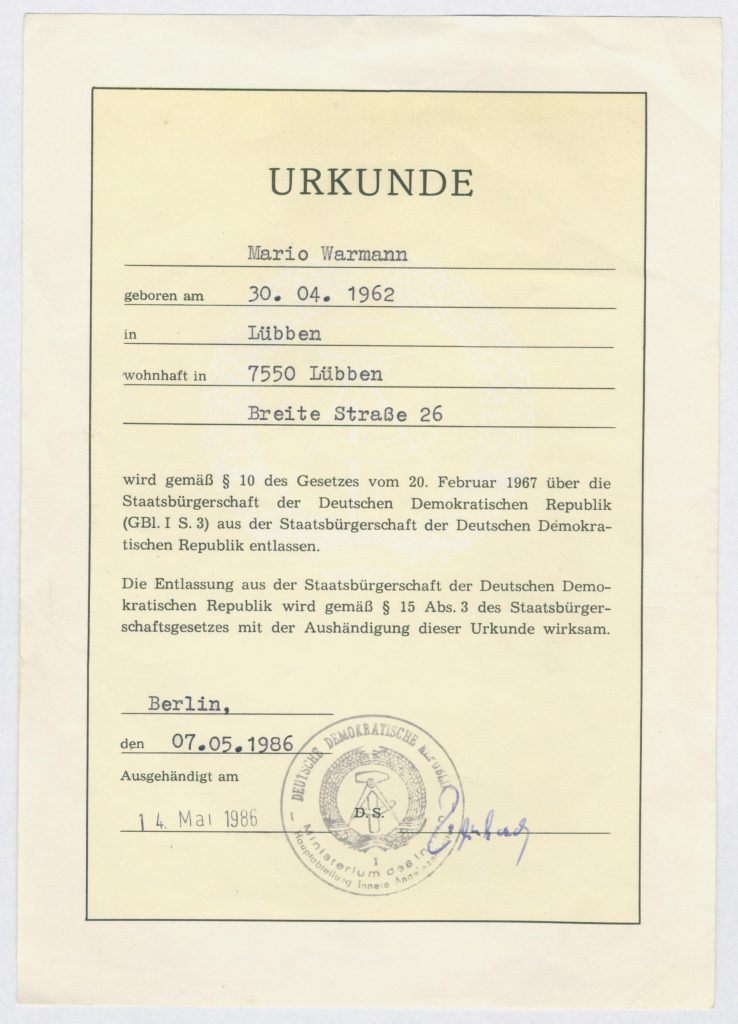 URKUNDE
Mario Warmann
geboren am 30. 04. 1962
in Lübben
wohnhaft in 7550 Lübben
Breite Straße 26
wird gemäß § 10 des Gesetzes vom 20. Februar 1967 über die
Staatsbürgerschaft der Deutschen Demokratischen Republik
(GBl. I S. 3) aus der Staatsbürgerschaft der Deutschen Demokra-
tischen Republik entlassen.
Die Entlassung aus der Staatsbürgerschaft der Deutschen Demo-
kratischen Republik wird gemäß § 15 Abs. 3 des Staatsbürger-
schaftsgesetzes mit der Aushändigung dieser Urkunde wirksam.
Berlin,
den 07.05.1986
Ausgehändigt am
14. Mai 1986
D.S.
DEUTSCHE DEMOKRATISCHE REPUBLIK
1
Ministerium des
Hauptabteilung Innere